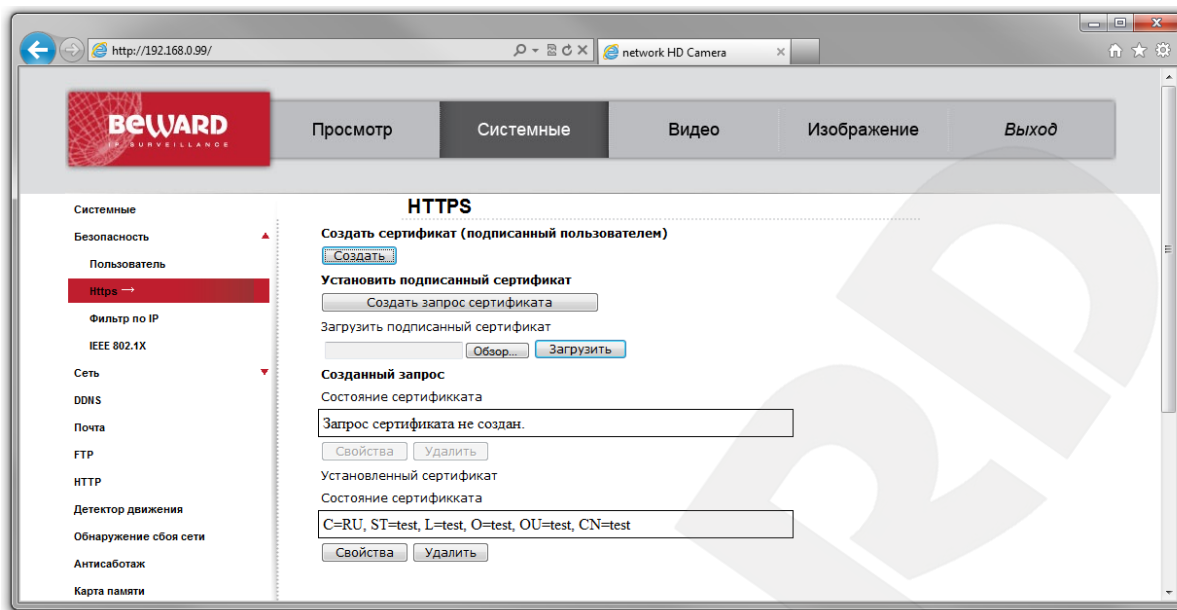 http://192.168.0.99/
network HD Camera
BEWARD
IP SURVEILLANCE
Просмотр
Системные
Видео
Изображение
Выход
Системные
Безопасность
Пользователь
Https →
Фильтр по IP
IEEE 802.1X
Сеть
DDNS
Почта
FTP
HTTP
Детектор движения
Обнаружение сбоя сети
Антисаботаж
Карта памяти
HTTPS
Создать сертификат (подписанный пользователем)
Создать
Установить подписанный сертификат
Создать запрос сертификата
Загрузить подписанный сертификат
Обзор... Загрузить
Созданный запрос
Состояние сертификката
Запрос сертификата не создан.
Свойства Удалить
Установленный сертификат
Состояние сертификката
C=RU, ST=test, L=test, O=test, OU=test, CN=test
Свойства Удалить
RD